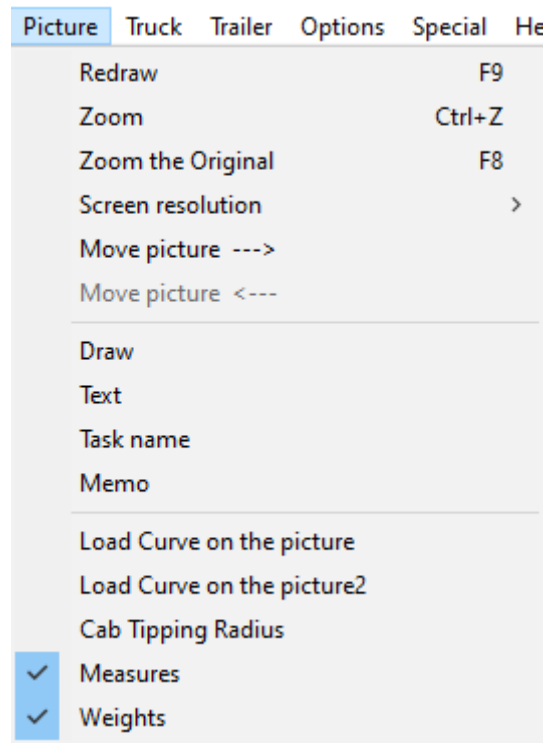 Picture Truck Trailer Options Special He
Redraw F9
Zoom Ctrl+Z
Zoom the Original F8
Screen resolution
Move picture --->
Move picture <---
Draw
Text
Task name
Memo
Load Curve on the picture
Load Curve on the picture2
Cab Tipping Radius
Measures
Weights